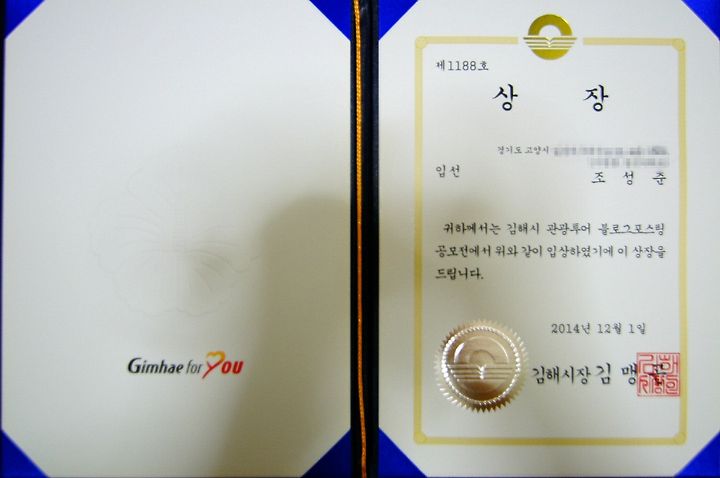 Gimhae for You
제1188호
상 장
경기도 고양시
입선
조 성 춘
귀하께서는 김해시 관광투어 블로그포스팅
공모전에서 위와 같이 입상하였기에 이 상장을
드립니다.
2014년 12월 1일
김해시장 김 맹